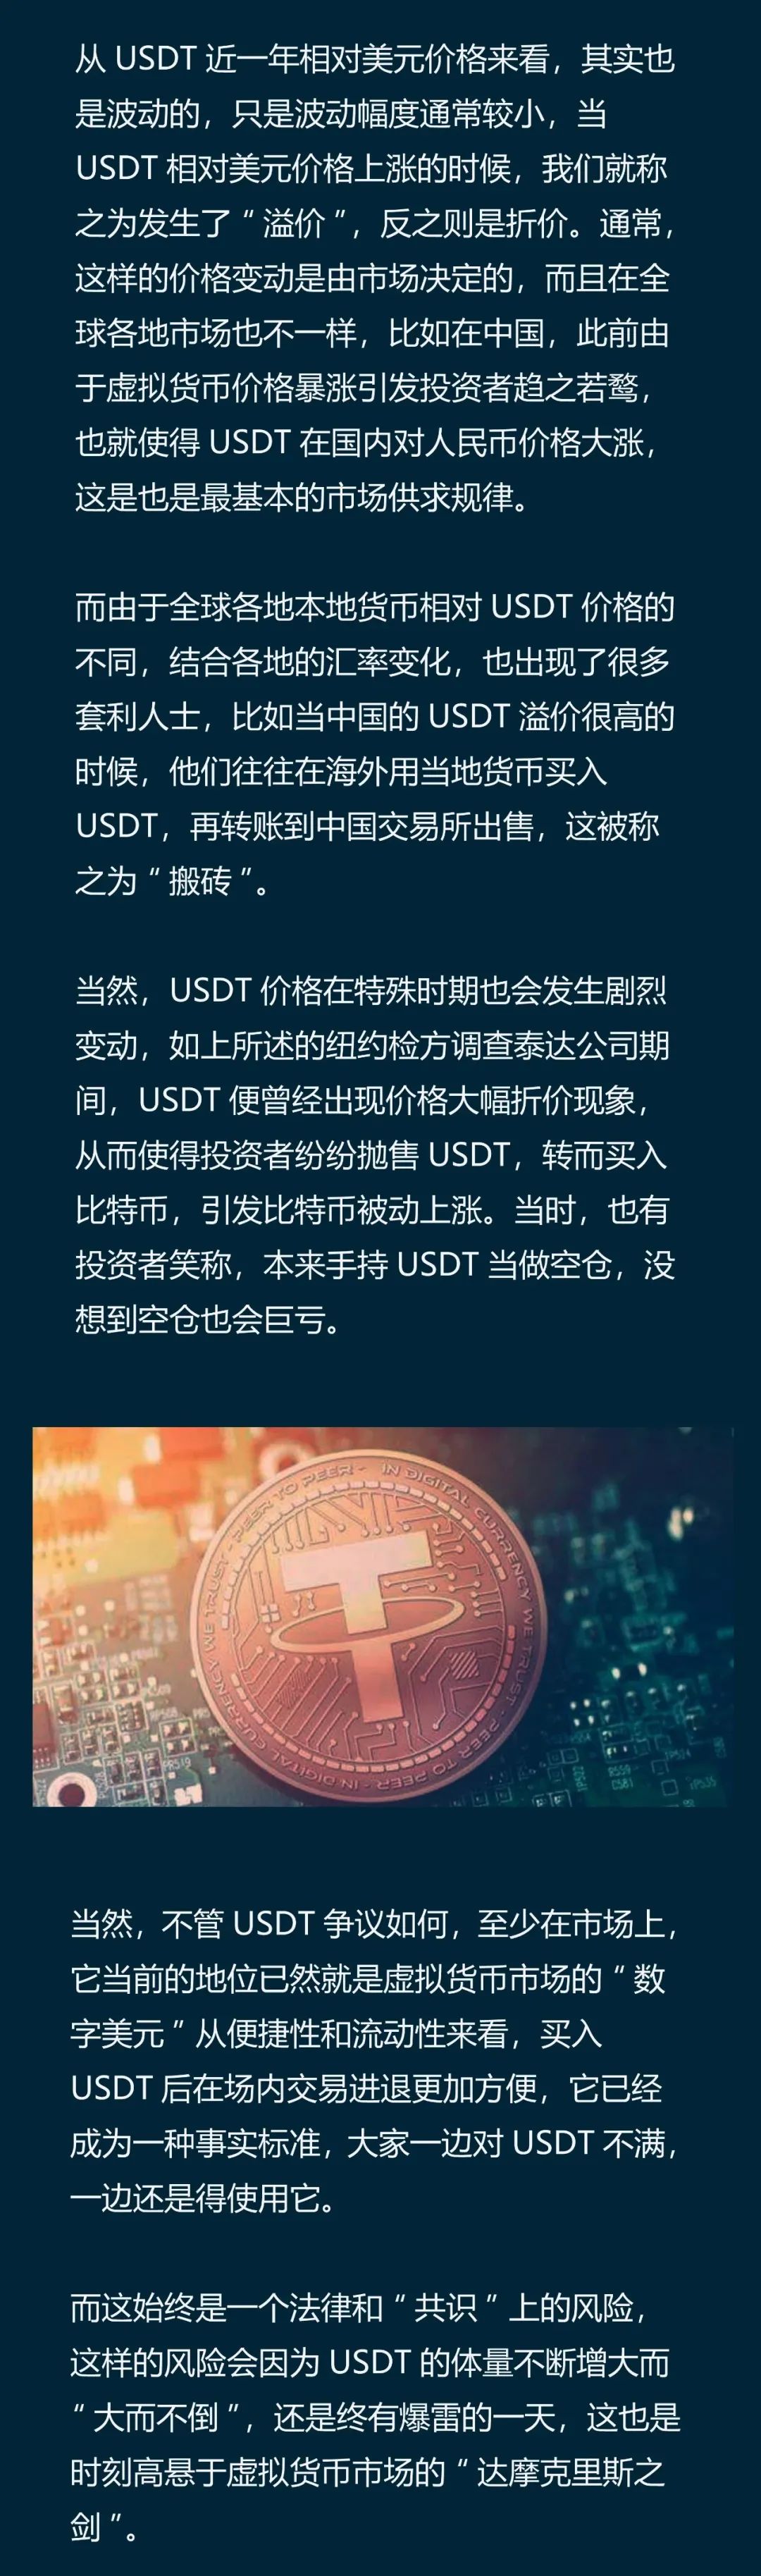 从 USDT 近一年相对美元价格来看，其实也
是波动的，只是波动幅度通常较小，当
USDT 相对美元价格上涨的时候，我们就称
之为发生了“溢价”，反之则是折价。通常，
这样的价格变动是由市场决定的，而且在全
球各地市场也不一样，比如在中国，此前由
于虚拟货币价格暴涨引发投资者趋之若鹜，
也就使得 USDT 在国内对人民币价格大涨，
这是也是最基本的市场供求规律。
而由于全球各地本地货币相对 USDT 价格的
不同，结合各地的汇率变化，也出现了很多
套利人士，比如当中国的 USDT 溢价很高的
时候，他们往往在海外用当地货币买入
USDT，再转账到中国交易所出售，这被称
之为“搬砖”。
当然，USDT 价格在特殊时期也会发生剧烈
变动，如上所述的纽约检方调查泰达公司期
间，USDT 便曾经出现价格大幅折价现象，
从而使得投资者纷纷抛售 USDT，转而买入
比特币，引发比特币被动上涨。当时，也有
投资者笑称，本来手持 USDT 当做空仓，没
想到空仓也会巨亏。
PEER TO PEER - IN DIGITAL CURRENCY WE TRUST - PEER TO PEER - IN DIGITAL CURRENCY WE TRUST -
当然，不管 USDT 争议如何，至少在市场上，
它当前的地位已然就是虚拟货币市场的“数
字美元”从便捷性和流动性来看，买入
USDT 后在场内交易进退更加方便，它已经
成为一种事实标准，大家一边对 USDT 不满，
一边还是得使用它。
而这始终是一个法律和“共识”上的风险，
这样的风险会因为 USDT 的体量不断增大而
“大而不倒”，还是终有爆雷的一天，这也是
时刻高悬于虚拟货币市场的“达摩克里斯之
剑”。